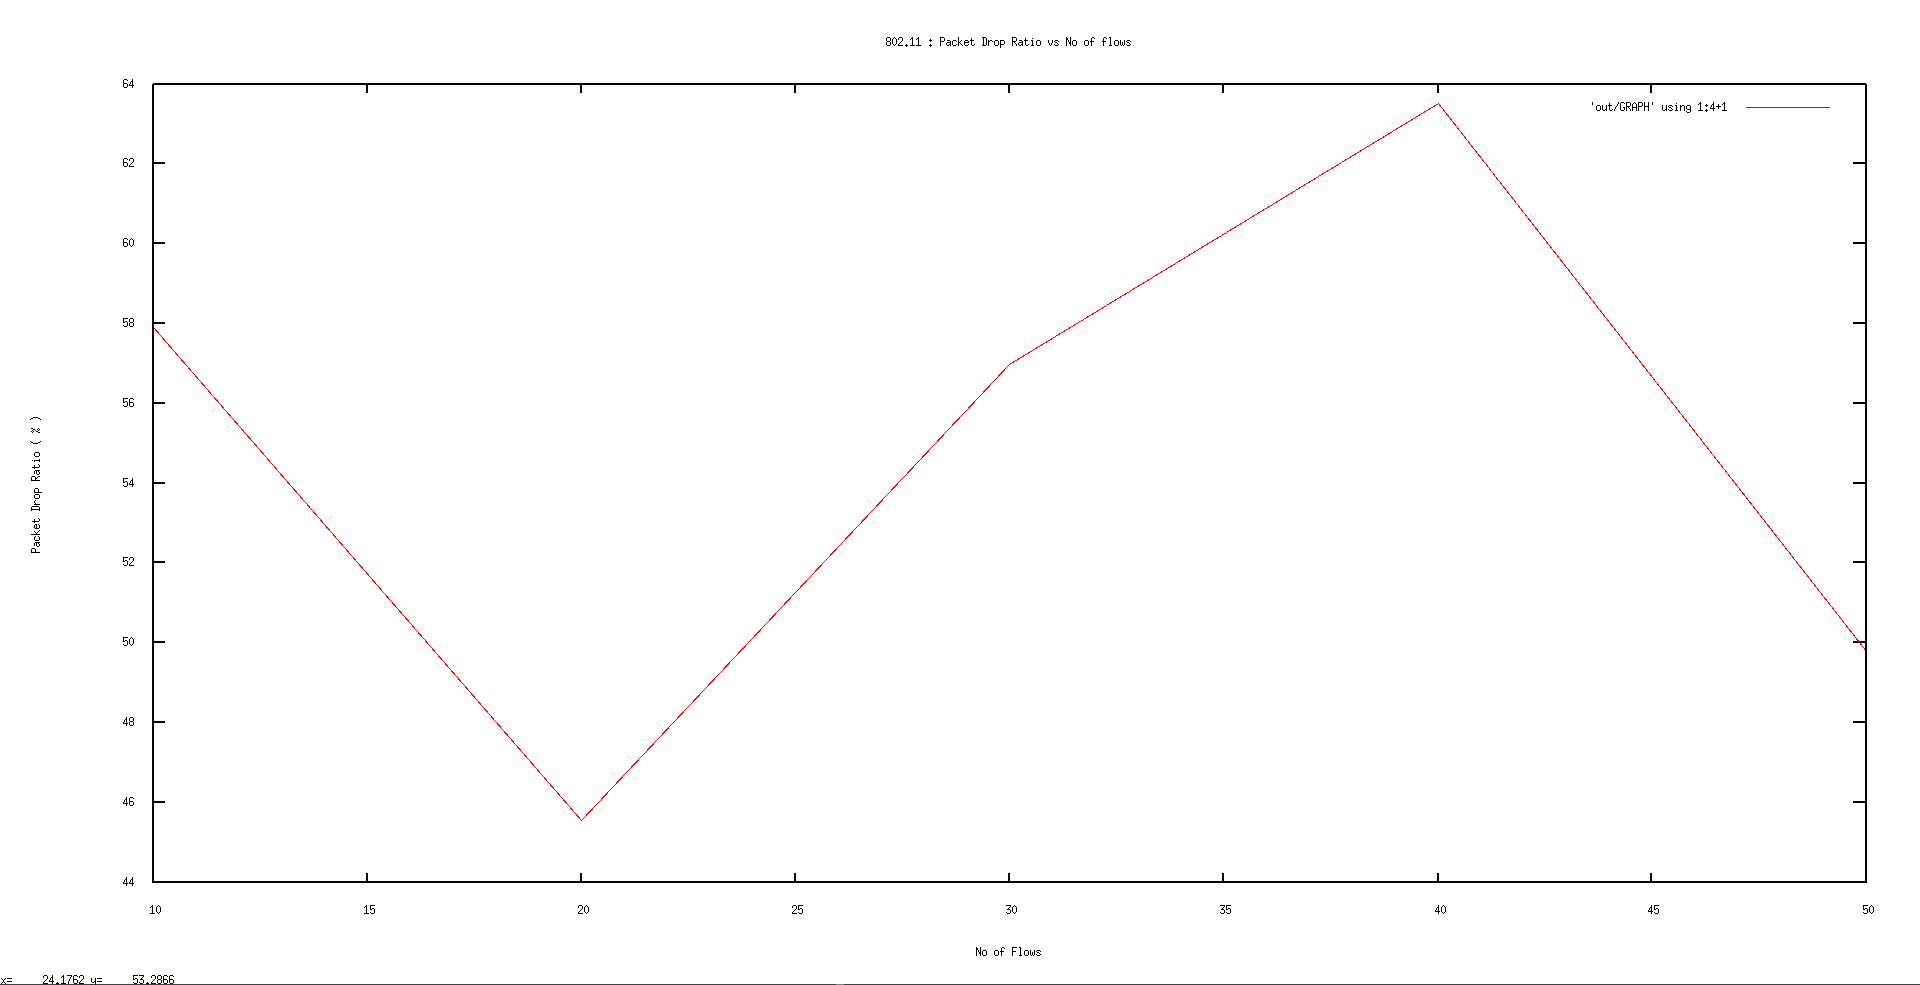 802.11 : Packet Drop Ratio vs No of flows
'out/GRAPH' using 1:4+1
64
62
60
58
56
54
52
50
48
46
44
Packet Drop Ratio ( % )
10 15 20 25 30 35 40 45 50
No of Flows
x= 24.1762 y= 53.2866